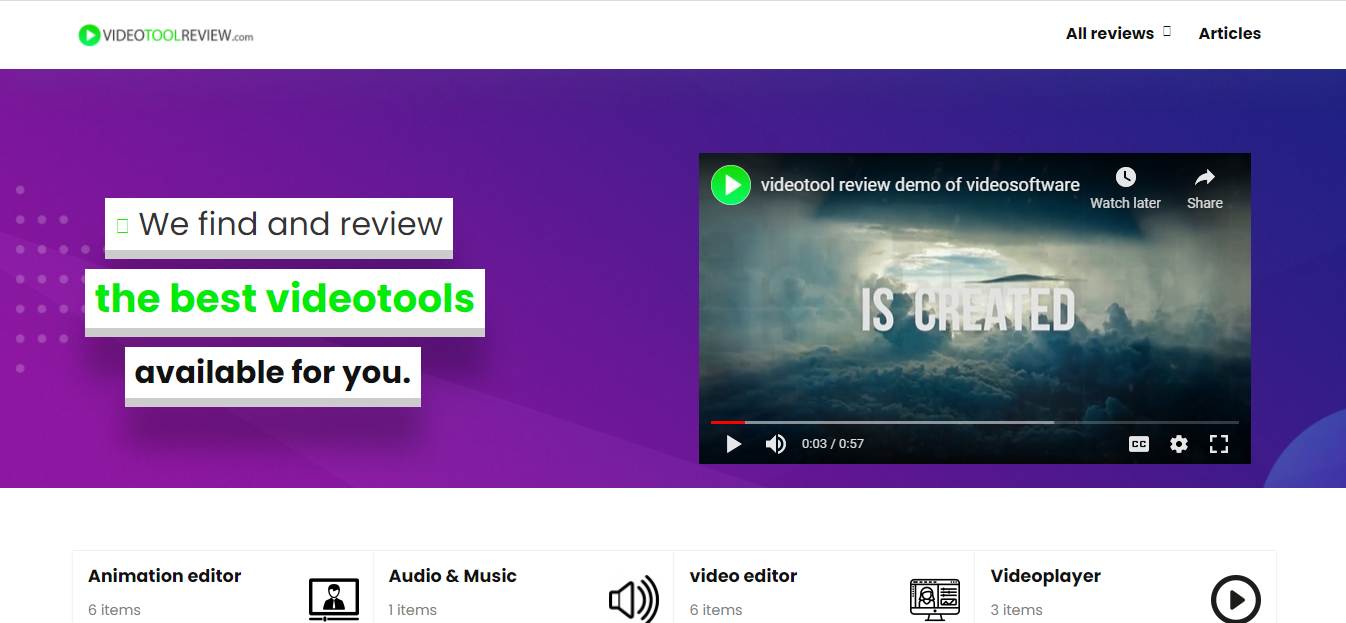 VIDEOTOOLREVIEW.com
All reviews
Articles
We find and review
the best videotools
available for you.
videotool review demo of videosoftware
Watch later
Share
IS CREATED
0:03 / 0:57
CC
Animation editor
6 items
Audio & Music
1 items
video editor
6 items
Videoplayer
3 items